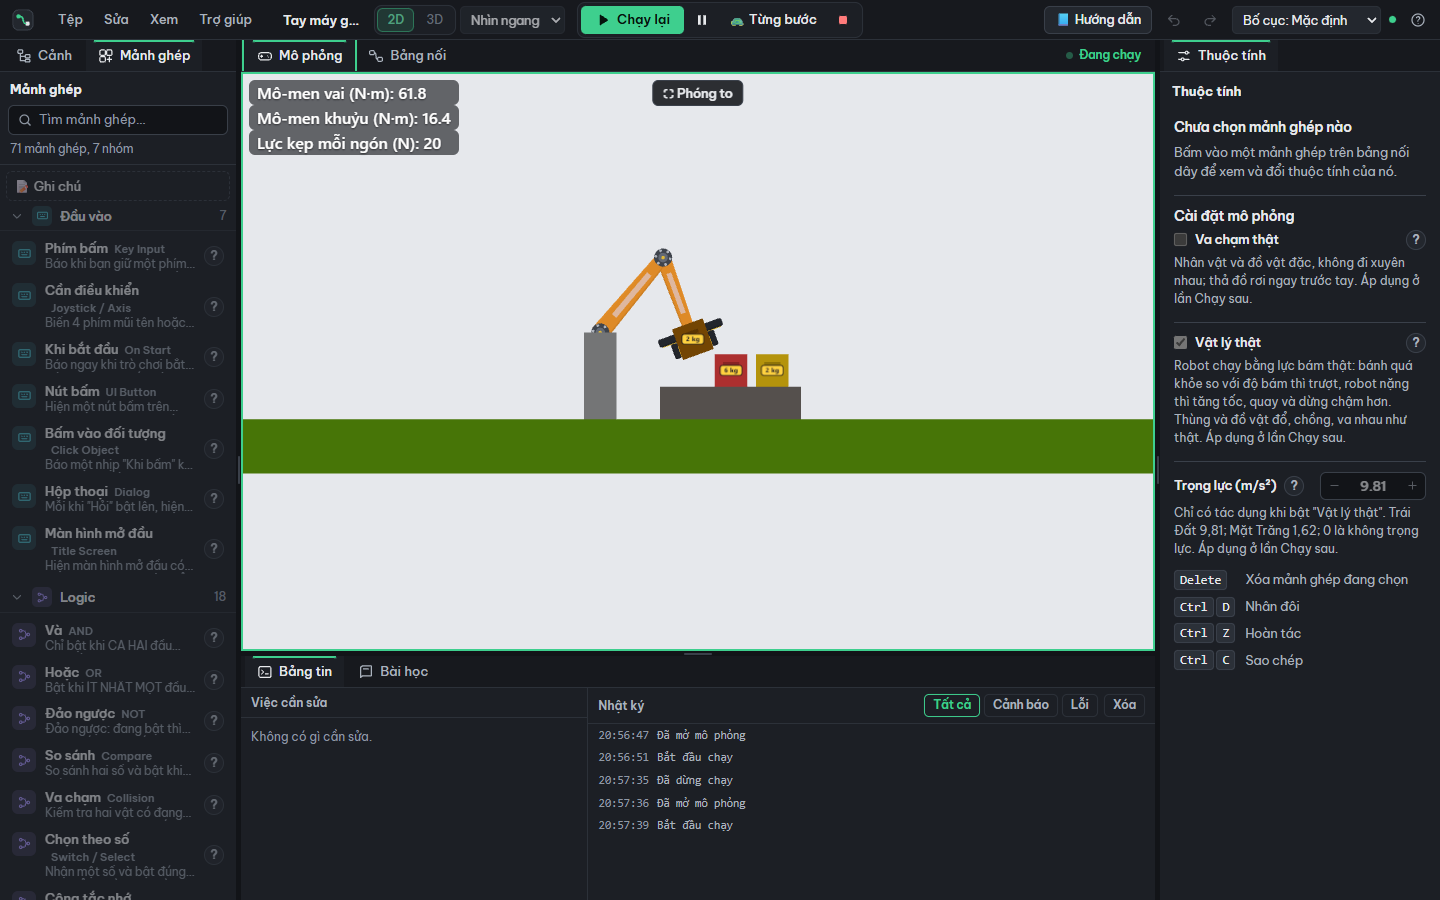 Tệp
Sửa
Xem
Trợ giúp
Tay máy g...
2D
3D
Nhìn ngang
Chạy lại
Từng bước
Hướng dẫn
Bố cục: Mặc định
Cảnh
Mảnh ghép
Mảnh ghép
Tìm mảnh ghép...
71 mảnh ghép, 7 nhóm
Ghi chú
Đầu vào
7
Phím bấm Key Input
Báo khi bạn giữ một phím...
?
Cần điều khiển
Joystick / Axis
Biến 4 phím mũi tên hoặc...
?
Khi bắt đầu On Start
Báo ngay khi trò chơi bắt...
?
Nút bấm UI Button
Hiện một nút bấm trên...
?
Bấm vào đối tượng
Click Object
Báo một nhịp "Khi bấm" k...
?
Hộp thoại Dialog
Mỗi khi "Hỏi" bật lên, hiện...
?
Màn hình mở đầu
Title Screen
Hiện màn hình mở đầu có...
?
Logic
18
Và AND
Chỉ bật khi CẢ HAI đầu...
?
Hoặc OR
Bật khi ÍT NHẤT MỘT đầu...
?
Đảo ngược NOT
Đảo ngược: đang bật thì...
?
So sánh Compare
So sánh hai số và bật khi...
?
Va chạm Collision
Kiểm tra hai vật có đang...
?
Chọn theo số
Switch / Select
Nhận một số và bật đúng...
?
Công tắc nhớ
Mô phỏng
Bảng nối
Đang chạy
Mô-men vai (N·m): 61.8
Mô-men khuỷu (N·m): 16.4
Lực kẹp mỗi ngón (N): 20
Phóng to
2 kg
6 kg
2 kg
Bảng tin
Bài học
Việc cần sửa
Không có gì cần sửa.
Nhật ký
Tất cả
Cảnh báo
Lỗi
Xóa
20:56:47 Đã mở mô phỏng
20:56:51 Bắt đầu chạy
20:57:35 Đã dừng chạy
20:57:36 Đã mở mô phỏng
20:57:39 Bắt đầu chạy
Thuộc tính
Thuộc tính
Chưa chọn mảnh ghép nào
Bấm vào một mảnh ghép trên bảng nối
dây để xem và đổi thuộc tính của nó.
Cài đặt mô phỏng
Va chạm thật
?
Nhân vật và đồ vật đặc, không đi xuyên
nhau; thả đồ rơi ngay trước tay. Áp dụng ở
lần Chạy sau.
Vật lý thật
?
Robot chạy bằng lực bám thật: bánh quá
khỏe so với độ bám thì trượt, robot nặng
thì tăng tốc, quay và dừng chậm hơn.
Thùng và đồ vật đổ, chồng, va nhau như
thật. Áp dụng ở lần Chạy sau.
Trọng lực (m/s²)
?
− 9.81 +
Chỉ có tác dụng khi bật "Vật lý thật". Trái
Đất 9,81; Mặt Trăng 1,62; 0 là không trọng
lực. Áp dụng ở lần Chạy sau.
Delete Xóa mảnh ghép đang chọn
Ctrl D Nhân đôi
Ctrl Z Hoàn tác
Ctrl C Sao chép